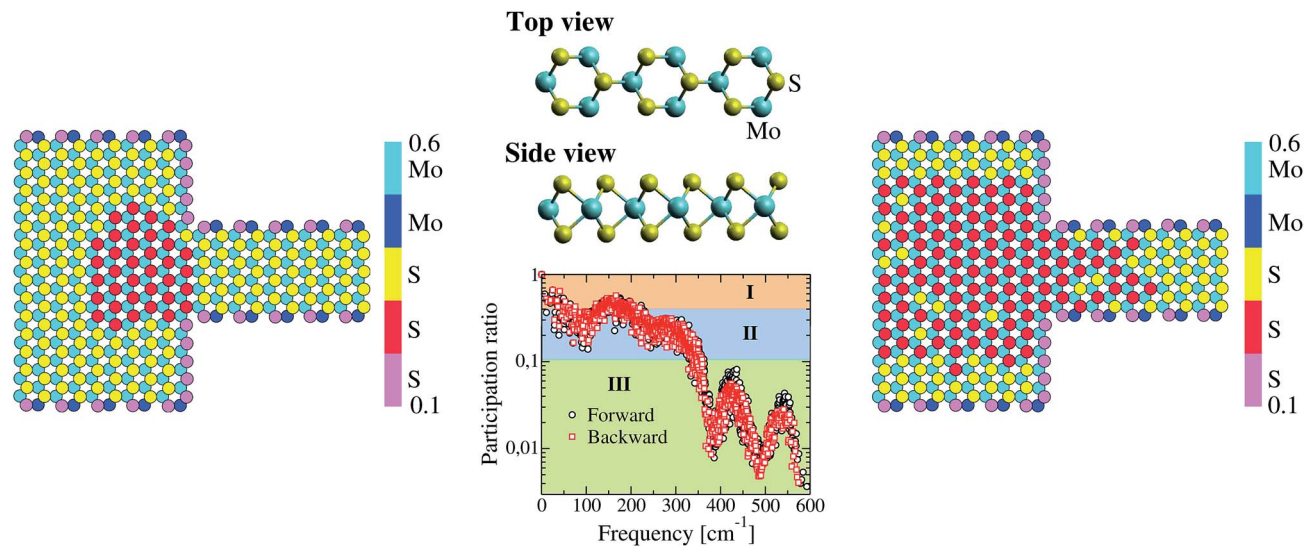 Top view
S
Mo
Side view
0.6
Mo
Mo
S
S
S
0.1
1
0.1
0,01
Participation ratio
I
II
III
Forward
Backward
0 100 200 300 400 500 600
Frequency [cm⁻¹]
0.6
Mo
Mo
S
S
S
0.1